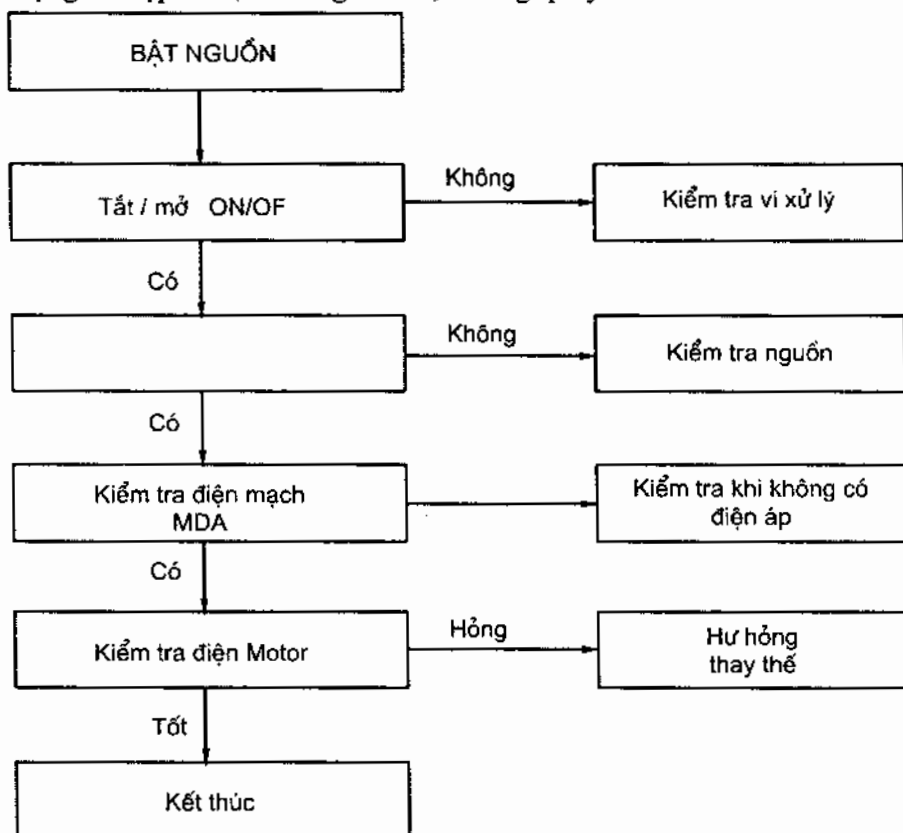 BẬT NGUỒN
Tắt / mở ON/OF
Không
Kiểm tra vi xử lý
Có
Không
Kiểm tra nguồn
Có
Kiểm tra điện mạch
MDA
Kiểm tra khi không có
điện áp
Có
Kiểm tra điện Motor
Hỏng
Hư hỏng
thay thế
Tốt
Kết thúc